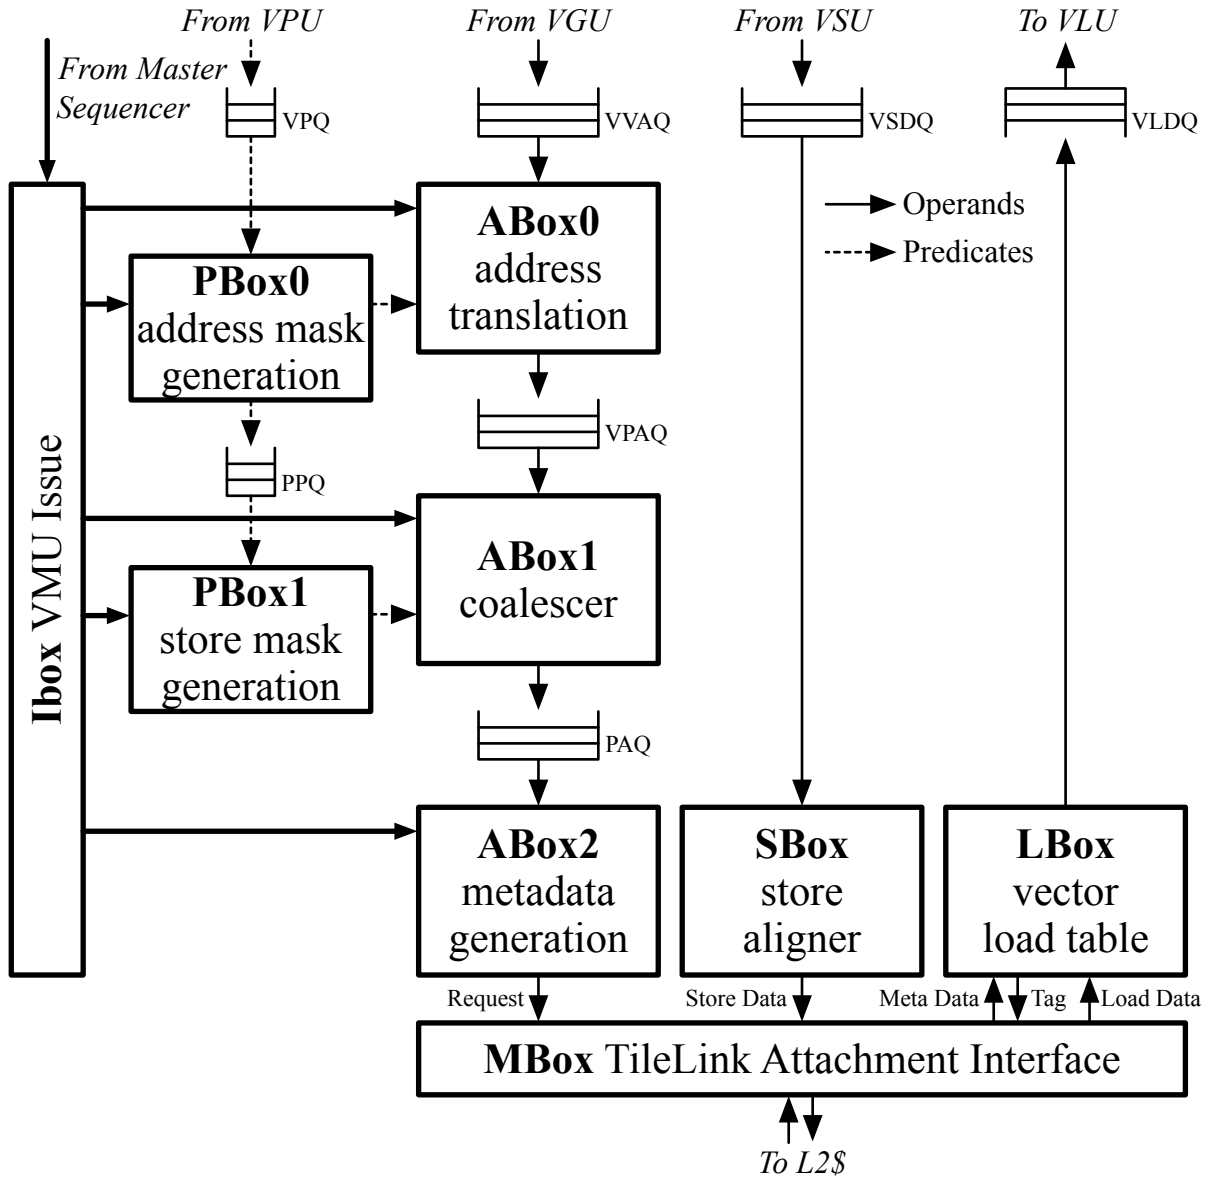 From VPU
From VGU
From VSU
To VLU
From Master
Sequencer
VPQ
VVAQ
VSDQ
VLDQ
Operands
Predicates
ABox0
address
translation
PBox0
address mask
generation
VPAQ
PPQ
Ibox VMU Issue
ABox1
coalescer
PBox1
store mask
generation
PAQ
ABox2
metadata
generation
SBox
store
aligner
LBox
vector
load table
Request
Store Data
Meta Data
Tag
Load Data
MBox TileLink Attachment Interface
To L2$